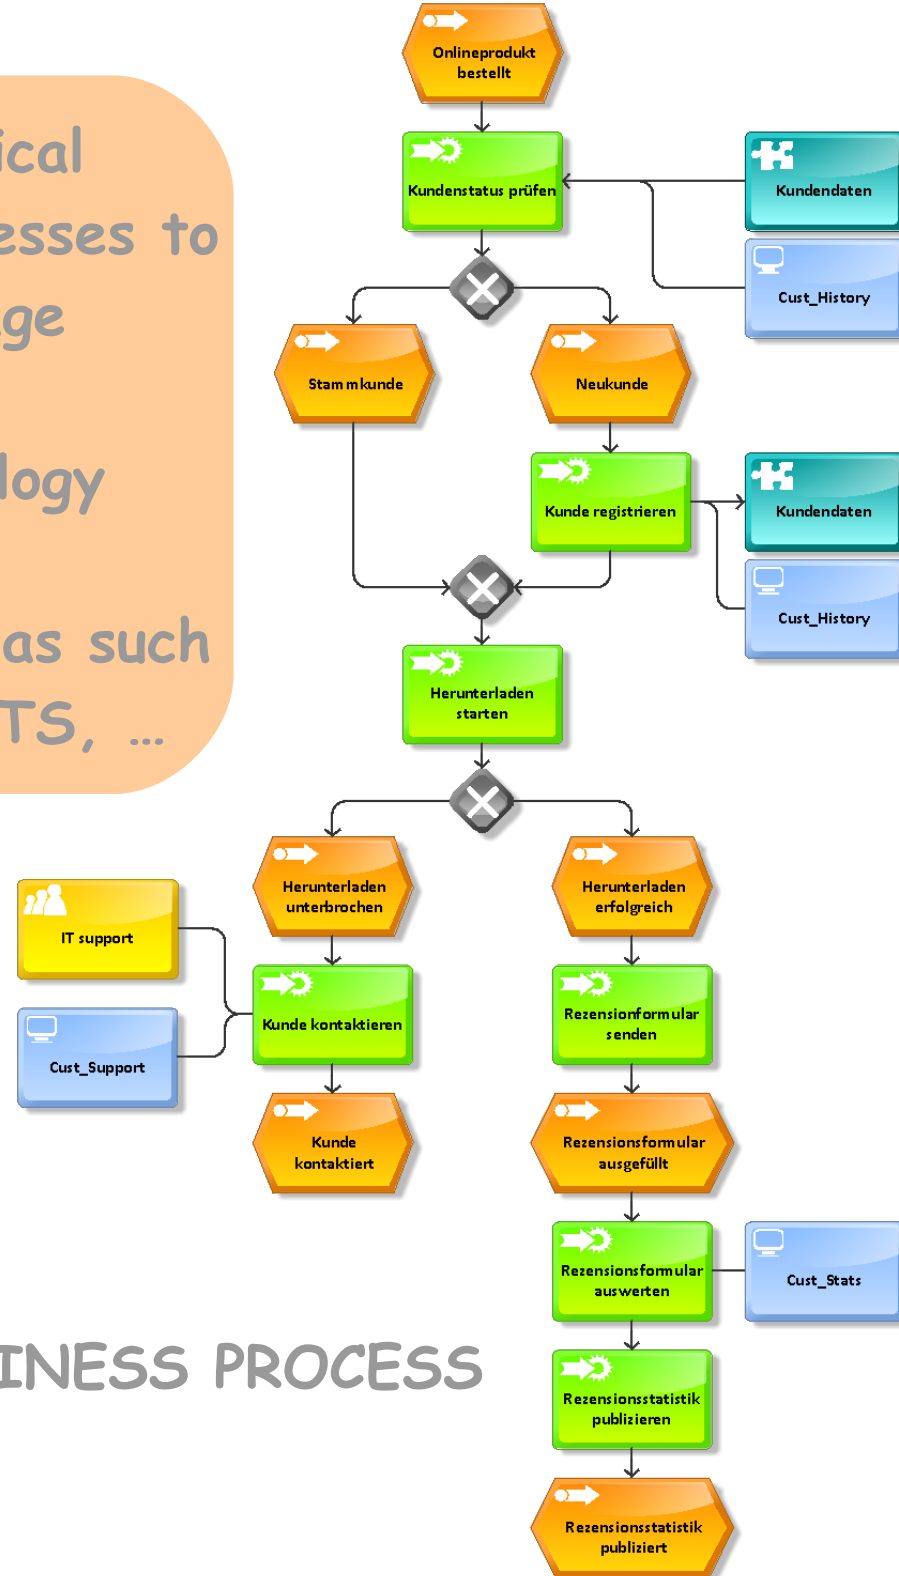 Onlineprodukt
bestellt
ical
esses to
ge
logy
as such
TS, ...
Kundenstatus prüfen
Kundendaten
Cust_History
Stammkunde
Neukunde
Kunde registrieren
Kundendaten
Cust_History
Herunterladen
starten
Herunterladen
unterbrochen
Herunterladen
erfolgreich
IT support
Cust_Support
Kunde kontaktieren
Rezensionformular
senden
Kunde
kontaktiert
Rezensionsformular
ausgefüllt
Rezensionsformular
auswerten
Cust_Stats
INESS PROCESS
Rezensionsstatistik
publizieren
Rezensionsstatistik
publiziert